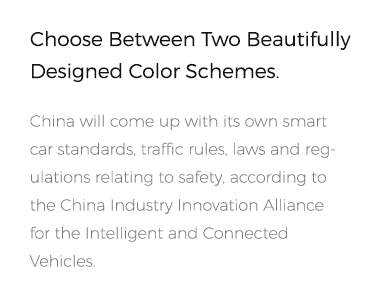 Choose Between Two Beautifully
Designed Color Schemes.
China will come up with its own smart
car standards, traffic rules, laws and reg-
ulations relating to safety, according to
the China Industry Innovation Alliance
for the Intelligent and Connected
Vehicles.